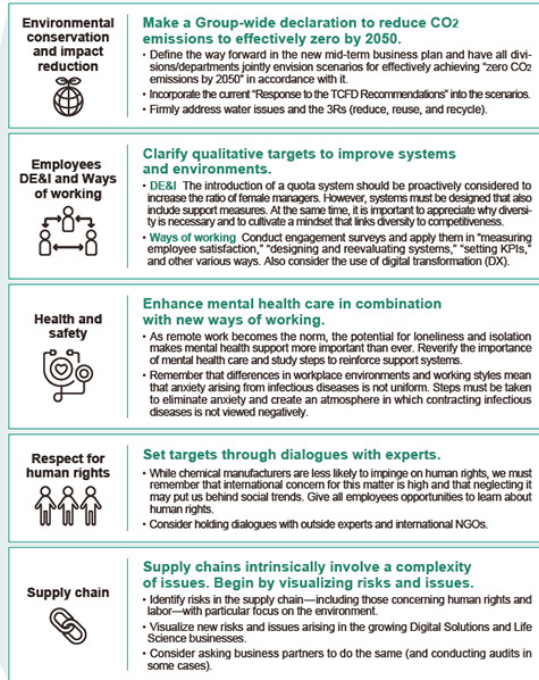 Environmental
conservation
and impact
reduction
Make a Group-wide declaration to reduce CO2
emissions to effectively zero by 2050.
• Define the way forward in the new mid-term business plan and have all divi-
sions/departments jointly envision scenarios for effectively achieving “zero CO2
emissions by 2050” in accordance with it.
• Incorporate the current “Response to the TCFD Recommendations” into the scenarios.
• Firmly address water issues and the 3Rs (reduce, reuse, and recycle).
Employees
DE&I and Ways
of working
Clarify qualitative targets to improve systems
and environments.
• DE&I The introduction of a quota system should be proactively considered to
increase the ratio of female managers. However, systems must be designed that also
include support measures. At the same time, it is important to appreciate why diversi-
ty is necessary and to cultivate a mindset that links diversity to competitiveness.
• Ways of working Conduct engagement surveys and apply them in “measuring
employee satisfaction,” “designing and reevaluating systems,” “setting KPIs,”
and other various ways. Also consider the use of digital transformation (DX).
Health and
safety
Enhance mental health care in combination
with new ways of working.
• As remote work becomes the norm, the potential for loneliness and isolation
makes mental health support more important than ever. Reverify the importance
of mental health care and study steps to reinforce support systems.
• Remember that differences in workplace environments and working styles mean
that anxiety arising from infectious diseases is not uniform. Steps must be taken
to eliminate anxiety and create an atmosphere in which contracting infectious
diseases is not viewed negatively.
Respect for
human rights
Set targets through dialogues with experts.
• While chemical manufacturers are less likely to impinge on human rights, we must
remember that international concern for this matter is high and that neglecting it
may put us behind social trends. Give all employees opportunities to learn about
human rights.
• Consider holding dialogues with outside experts and international NGOs.
Supply chain
Supply chains intrinsically involve a complexity
of issues. Begin by visualizing risks and issues.
• Identify risks in the supply chain—including those concerning human rights and
labor—with particular focus on the environment.
• Visualize new risks and issues arising in the growing Digital Solutions and Life
Science businesses.
• Consider asking business partners to do the same (and conducting audits in
some cases).